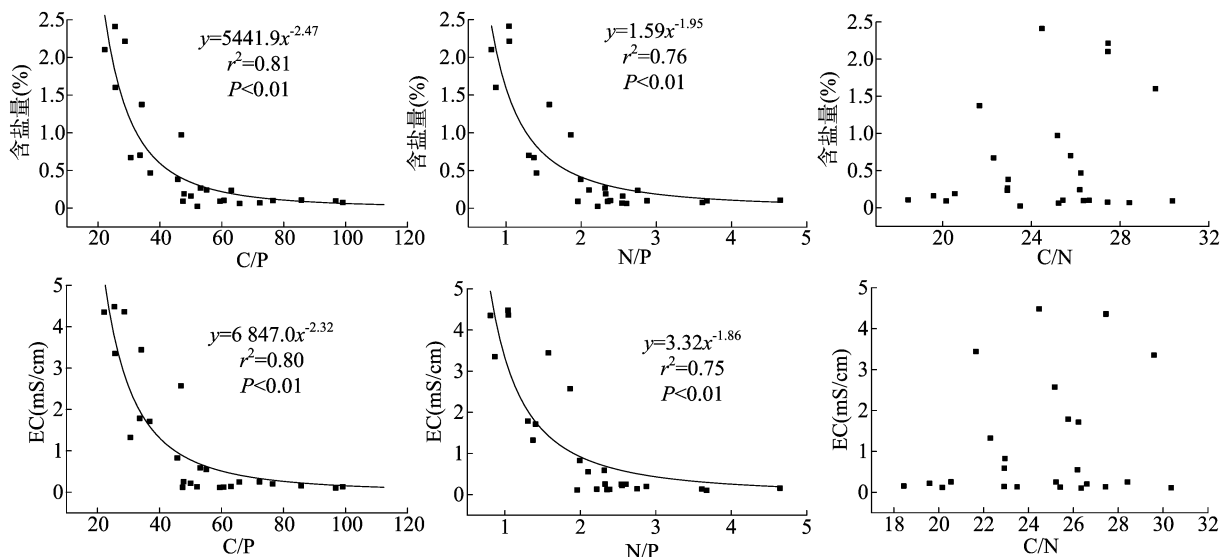 2.5
2.0
1.5
1.0
0.5
0
含盐量(%)
y=5441.9x^-2.47
r²=0.81
P<0.01
20 40 60 80 100 120
C/P
2.5
2.0
1.5
1.0
0.5
0
含盐量(%)
y=1.59x^-1.95
r²=0.76
P<0.01
1 2 3 4 5
N/P
2.5
2.0
1.5
1.0
0.5
0
含盐量(%)
20 24 28 32
C/N
5
4
3
2
1
0
EC(mS/cm)
y=6 847.0x^-2.32
r²=0.80
P<0.01
20 40 60 80 100 120
C/P
5
4
3
2
1
0
EC(mS/cm)
y=3.32x^-1.86
r²=0.75
P<0.01
1 2 3 4 5
N/P
5
4
3
2
1
0
EC(mS/cm)
18 20 22 24 26 28 30 32
C/N